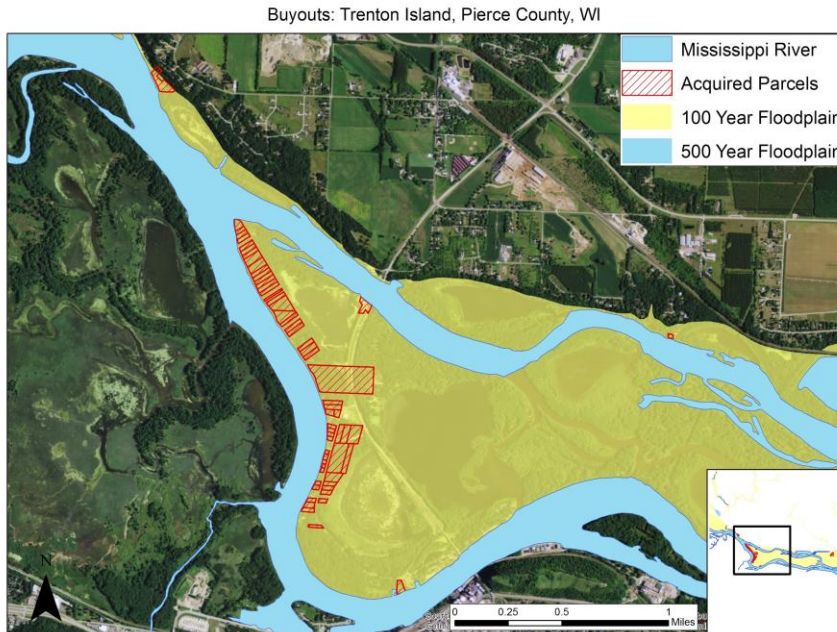 Buyouts: Trenton Island, Pierce County, WI
Mississippi River
Acquired Parcels
100 Year Floodplain
500 Year Floodplain
N
0 0.25 0.5 1
Miles